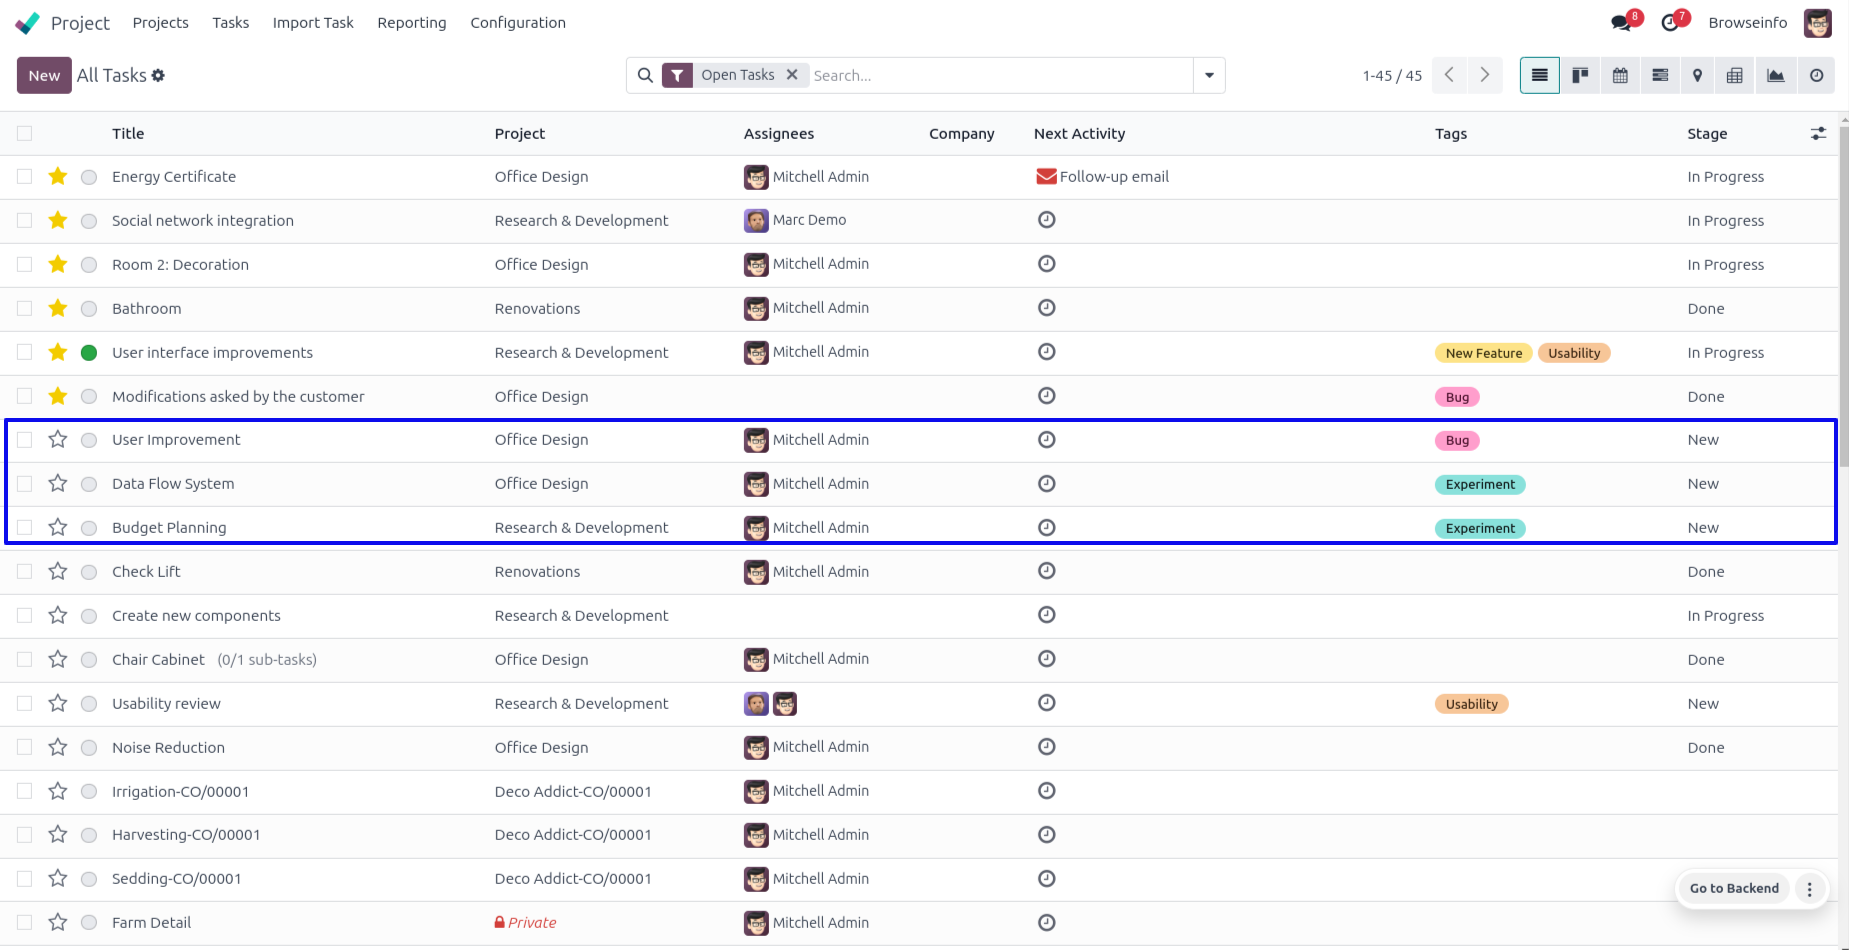 Project Projects Tasks Import Task Reporting Configuration 8 7 Browseinfo
New All Tasks Open Tasks Search... 1-45 / 45
Title Project Assignees Company Next Activity Tags Stage
Energy Certificate Office Design Mitchell Admin Follow-up email In Progress
Social network integration Research & Development Marc Demo In Progress
Room 2: Decoration Office Design Mitchell Admin In Progress
Bathroom Renovations Mitchell Admin Done
User interface improvements Research & Development Mitchell Admin New Feature Usability In Progress
Modifications asked by the customer Office Design Bug Done
User Improvement Office Design Mitchell Admin Bug New
Data Flow System Office Design Mitchell Admin Experiment New
Budget Planning Research & Development Mitchell Admin Experiment New
Check Lift Renovations Mitchell Admin Done
Create new components Research & Development In Progress
Chair Cabinet (0/1 sub-tasks) Office Design Mitchell Admin Done
Usability review Research & Development Usability New
Noise Reduction Office Design Mitchell Admin Done
Irrigation-CO/00001 Deco Addict-CO/00001 Mitchell Admin
Harvesting-CO/00001 Deco Addict-CO/00001 Mitchell Admin
Sedding-CO/00001 Deco Addict-CO/00001 Mitchell Admin Go to Backend
Farm Detail Private Mitchell Admin